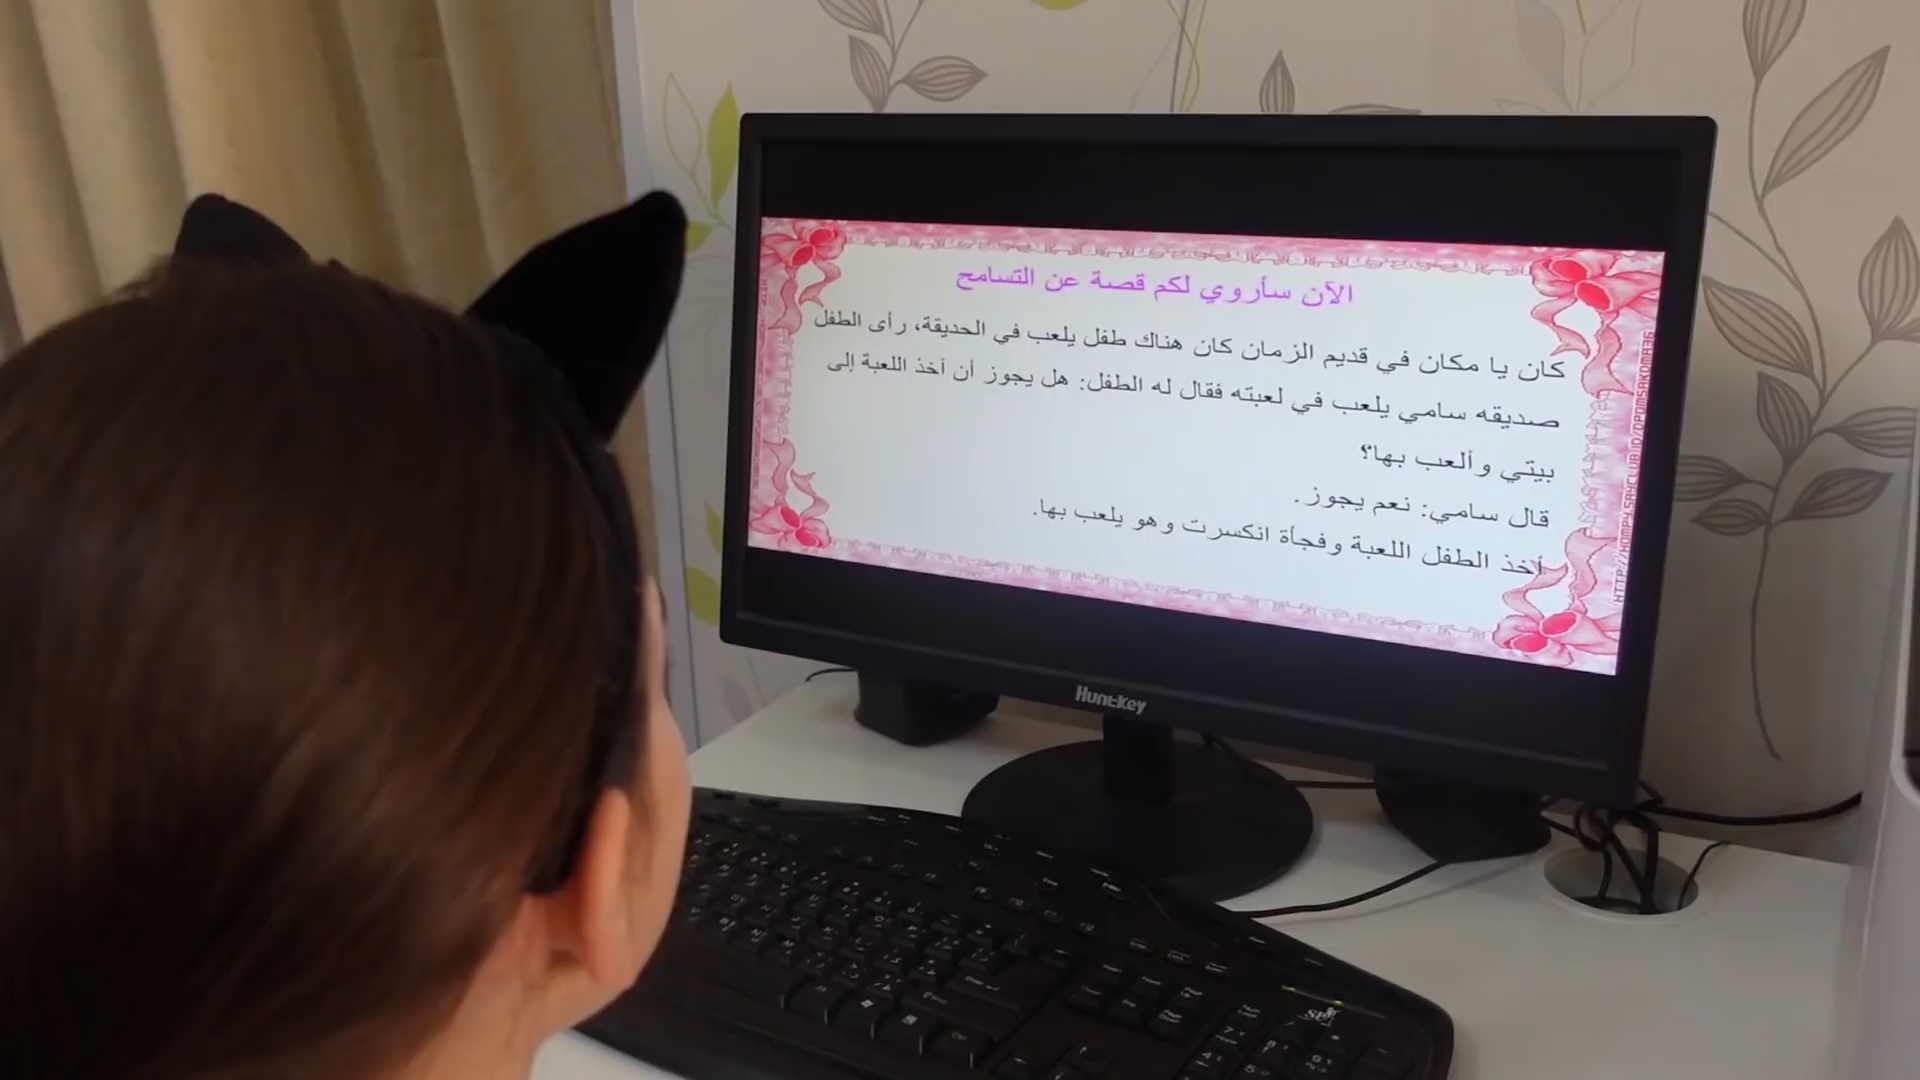 الآن سأروي لكم قصة عن التسامح
كان يا مكان في قديم الزمان كان هناك طفل يلعب في الحديقة، رأى الطفل
صديقه سامي يلعب في لعبته فقال له الطفل: هل يجوز أن آخذ اللعبة إلى
بيتي وألعب بها؟
قال سامي: نعم يجوز.
أخذ الطفل اللعبة وفجأة انكسرت وهو يلعب بها.
Huntkey